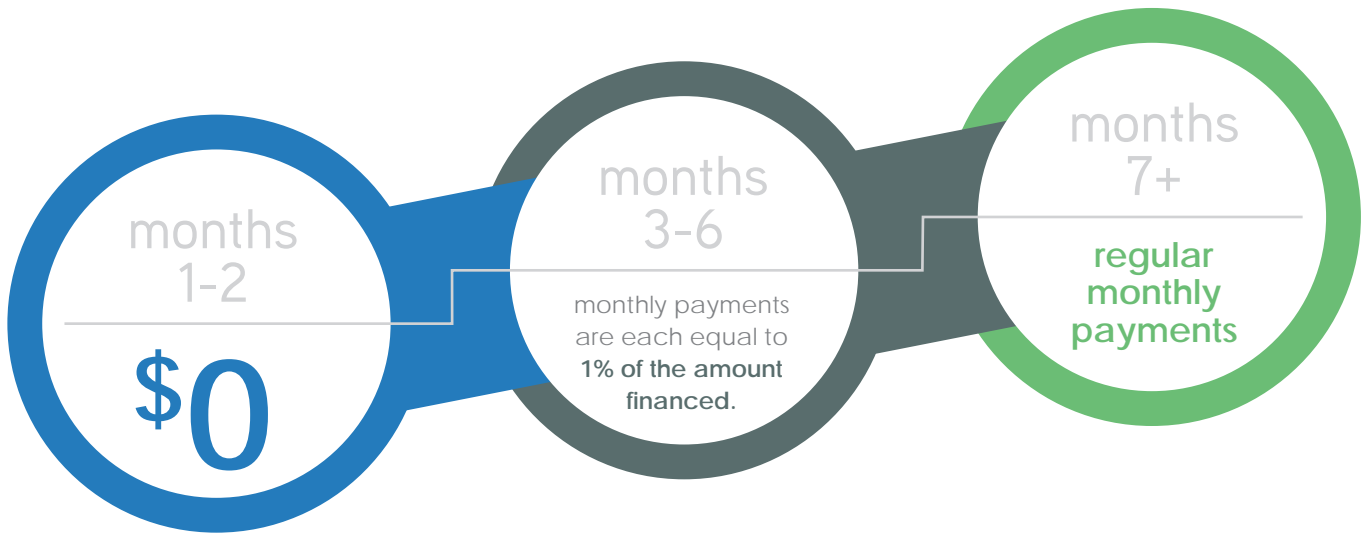 months
1-2
$0
months
3-6
monthly payments
are each equal to
1% of the amount
financed.
months
7+
regular
monthly
payments